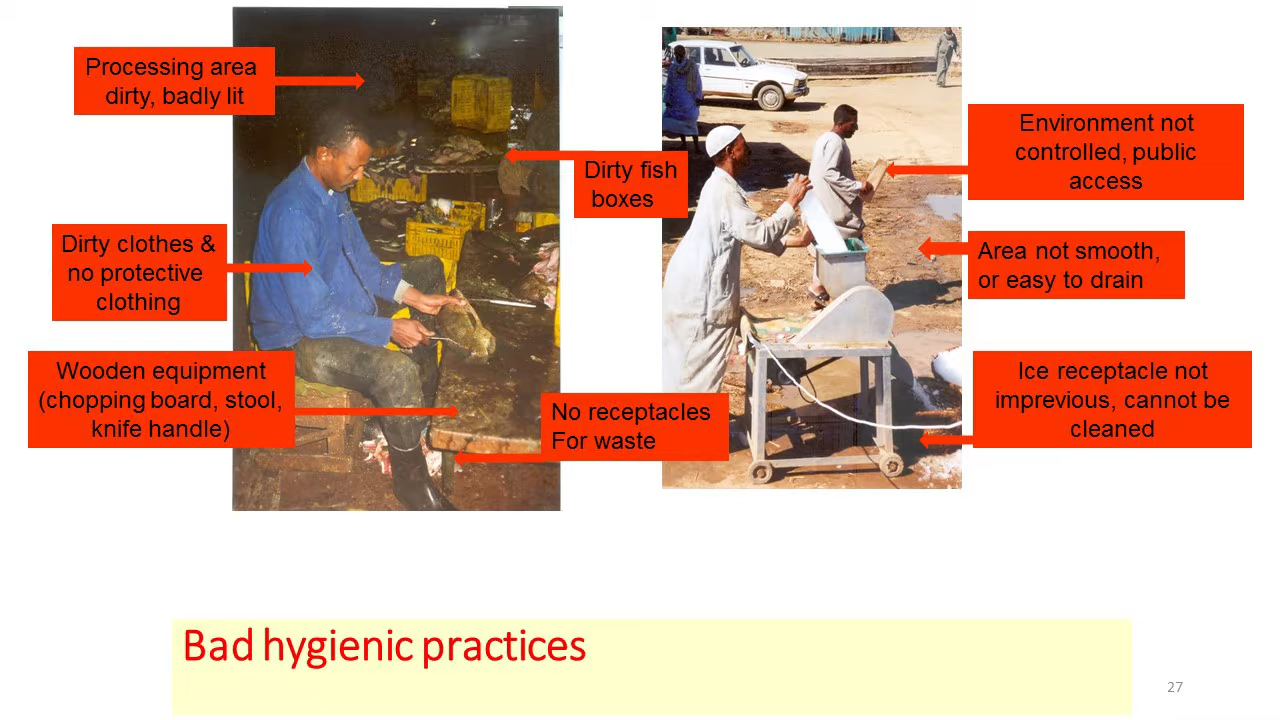 Processing area
dirty, badly lit
Dirty fish
boxes
Dirty clothes &
no protective
clothing
Wooden equipment
(chopping board, stool,
knife handle)
No receptacles
For waste
Environment not
controlled, public
access
Area not smooth,
or easy to drain
Ice receptacle not
imprevious, cannot be
cleaned
Bad hygienic practices
27